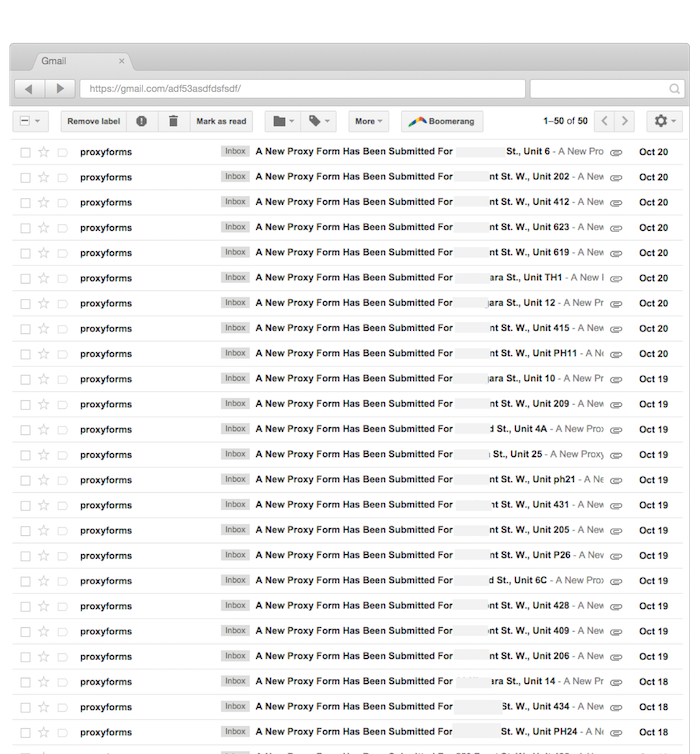 Gmail ×
https://gmail.com/adf53asdfdsfsdf/
Remove label Mark as read More Boomerang 1–50 of 50
proxyforms Inbox A New Proxy Form Has Been Submitted For St., Unit 6 - A New Pro Oct 20
proxyforms Inbox A New Proxy Form Has Been Submitted For nt St. W., Unit 202 - A New Oct 20
proxyforms Inbox A New Proxy Form Has Been Submitted For nt St. W., Unit 412 - A New Oct 20
proxyforms Inbox A New Proxy Form Has Been Submitted For nt St. W., Unit 623 - A New Oct 20
proxyforms Inbox A New Proxy Form Has Been Submitted For nt St. W., Unit 619 - A New Oct 20
proxyforms Inbox A New Proxy Form Has Been Submitted For ara St., Unit TH1 - A New Oct 20
proxyforms Inbox A New Proxy Form Has Been Submitted For gara St., Unit 12 - A New Pr Oct 20
proxyforms Inbox A New Proxy Form Has Been Submitted For nt St. W., Unit 415 - A New Oct 20
proxyforms Inbox A New Proxy Form Has Been Submitted For nt St. W., Unit PH11 - A Ne Oct 20
proxyforms Inbox A New Proxy Form Has Been Submitted For gara St., Unit 10 - A New Pr Oct 19
proxyforms Inbox A New Proxy Form Has Been Submitted For nt St. W., Unit 209 - A New Oct 19
proxyforms Inbox A New Proxy Form Has Been Submitted For d St., Unit 4A - A New Pro Oct 19
proxyforms Inbox A New Proxy Form Has Been Submitted For St., Unit 25 - A New Proxy Oct 19
proxyforms Inbox A New Proxy Form Has Been Submitted For nt St. W., Unit ph21 - A Ne Oct 19
proxyforms Inbox A New Proxy Form Has Been Submitted For nt St. W., Unit 431 - A New Oct 19
proxyforms Inbox A New Proxy Form Has Been Submitted For nt St. W., Unit 205 - A New Oct 19
proxyforms Inbox A New Proxy Form Has Been Submitted For nt St. W., Unit P26 - A New Oct 19
proxyforms Inbox A New Proxy Form Has Been Submitted For d St., Unit 6C - A New Pro Oct 19
proxyforms Inbox A New Proxy Form Has Been Submitted For ont St. W., Unit 428 - A New Oct 19
proxyforms Inbox A New Proxy Form Has Been Submitted For nt St. W., Unit 409 - A New Oct 19
proxyforms Inbox A New Proxy Form Has Been Submitted For nt St. W., Unit 206 - A New Oct 19
proxyforms Inbox A New Proxy Form Has Been Submitted For ara St., Unit 14 - A New Pr Oct 18
proxyforms Inbox A New Proxy Form Has Been Submitted For St. W., Unit 434 - A New Oct 18
proxyforms Inbox A New Proxy Form Has Been Submitted For St. W., Unit PH24 - A Ne Oct 18